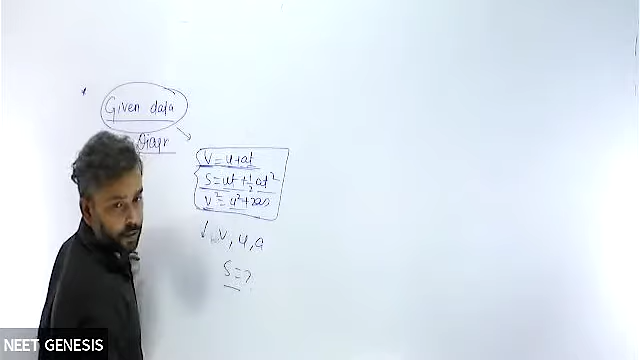 Given data
Diagr
V = u+at
S = ut + 1/2 at²
v² = u² + 2as
↓ v, u, a
S = ?
NEET GENESIS